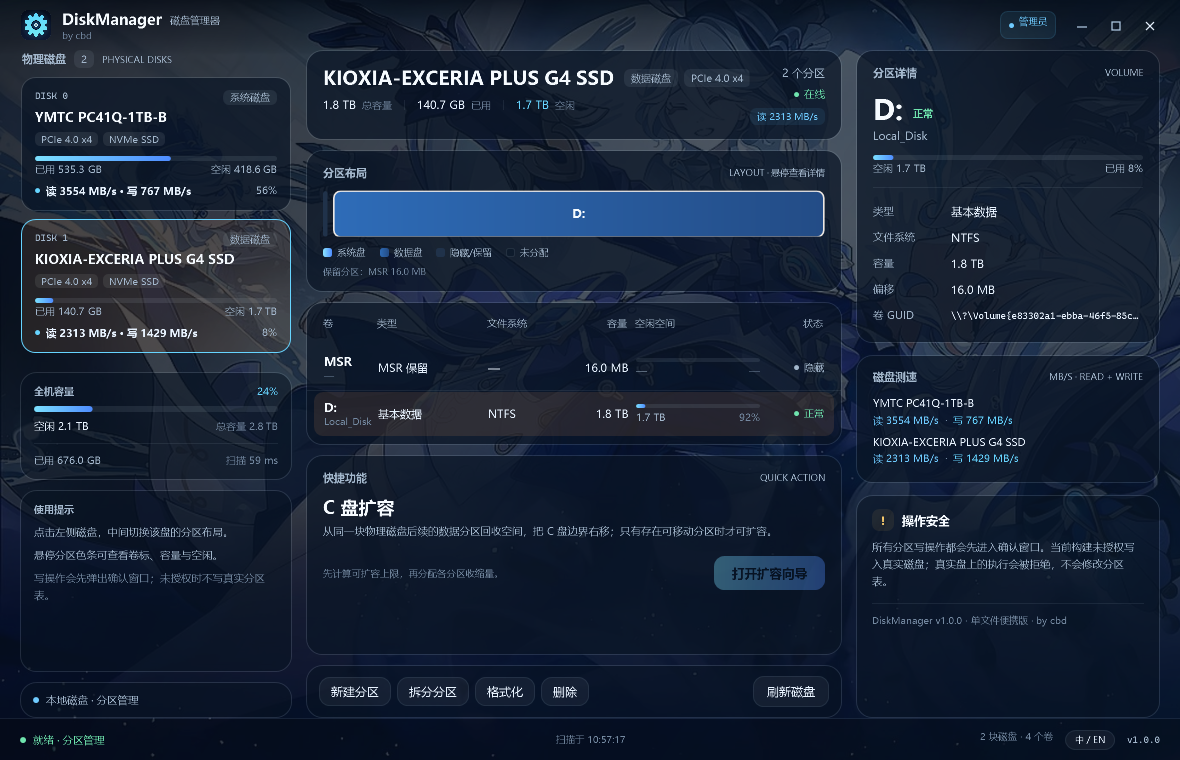 DiskManager 磁盘管理器
by cbd
管理员
物理磁盘 2 PHYSICAL DISKS
DISK 0 系统磁盘
YMTC PC41Q-1TB-B
PCIe 4.0 x4 NVMe SSD
已用 535.3 GB 空闲 418.6 GB
读 3554 MB/s • 写 767 MB/s 56%
DISK 1 数据磁盘
KIOXIA-EXCERIA PLUS G4 SSD
PCIe 4.0 x4 NVMe SSD
已用 140.7 GB 空闲 1.7 TB
读 2313 MB/s • 写 1429 MB/s 8%
全机容量 24%
空闲 2.1 TB 总容量 2.8 TB
已用 676.0 GB 扫描 59 ms
使用提示
点击左侧磁盘，中间切换该盘的分区布局。
悬停分区色条可查看卷标、容量与空闲。
写操作会先弹出确认窗口；未授权时不写真实分区
表。
本地磁盘 · 分区管理
KIOXIA-EXCERIA PLUS G4 SSD 数据磁盘 PCIe 4.0 x4 2 个分区
1.8 TB 总容量 140.7 GB 已用 1.7 TB 空闲 在线
读 2313 MB/s
分区布局 LAYOUT · 悬停查看详情
D:
系统盘 数据盘 隐藏/保留 未分配
保留分区：MSR 16.0 MB
卷 类型 文件系统 容量 空闲空间 状态
MSR MSR 保留 — 16.0 MB — — 隐藏
—
D: 基本数据 NTFS 1.8 TB 1.7 TB 92% 正常
Local_Disk
快捷功能 QUICK ACTION
C 盘扩容
从同一块物理磁盘后续的数据分区回收空间，把 C 盘边界右移；只有存在可移动分区时才可扩容。
先计算可扩容上限，再分配各分区收缩量。 打开扩容向导
新建分区 拆分分区 格式化 删除 刷新磁盘
分区详情 VOLUME
D: 正常
Local_Disk
空闲 1.7 TB 已用 8%
类型 基本数据
文件系统 NTFS
容量 1.8 TB
偏移 16.0 MB
卷 GUID \\?\Volume{e83302a1-ebba-46f5-85c…
磁盘测速 MB/S · READ + WRITE
YMTC PC41Q-1TB-B
读 3554 MB/s · 写 767 MB/s
KIOXIA-EXCERIA PLUS G4 SSD
读 2313 MB/s · 写 1429 MB/s
! 操作安全
所有分区写操作都会先进入确认窗口。当前构建未授权写
入真实磁盘；真实盘上的执行会被拒绝，不会修改分区
表。
DiskManager v1.0.0 · 单文件便携版 · by cbd
就绪 · 分区管理 扫描于 10:57:17 2 块磁盘 · 4 个卷 中 / EN v1.0.0